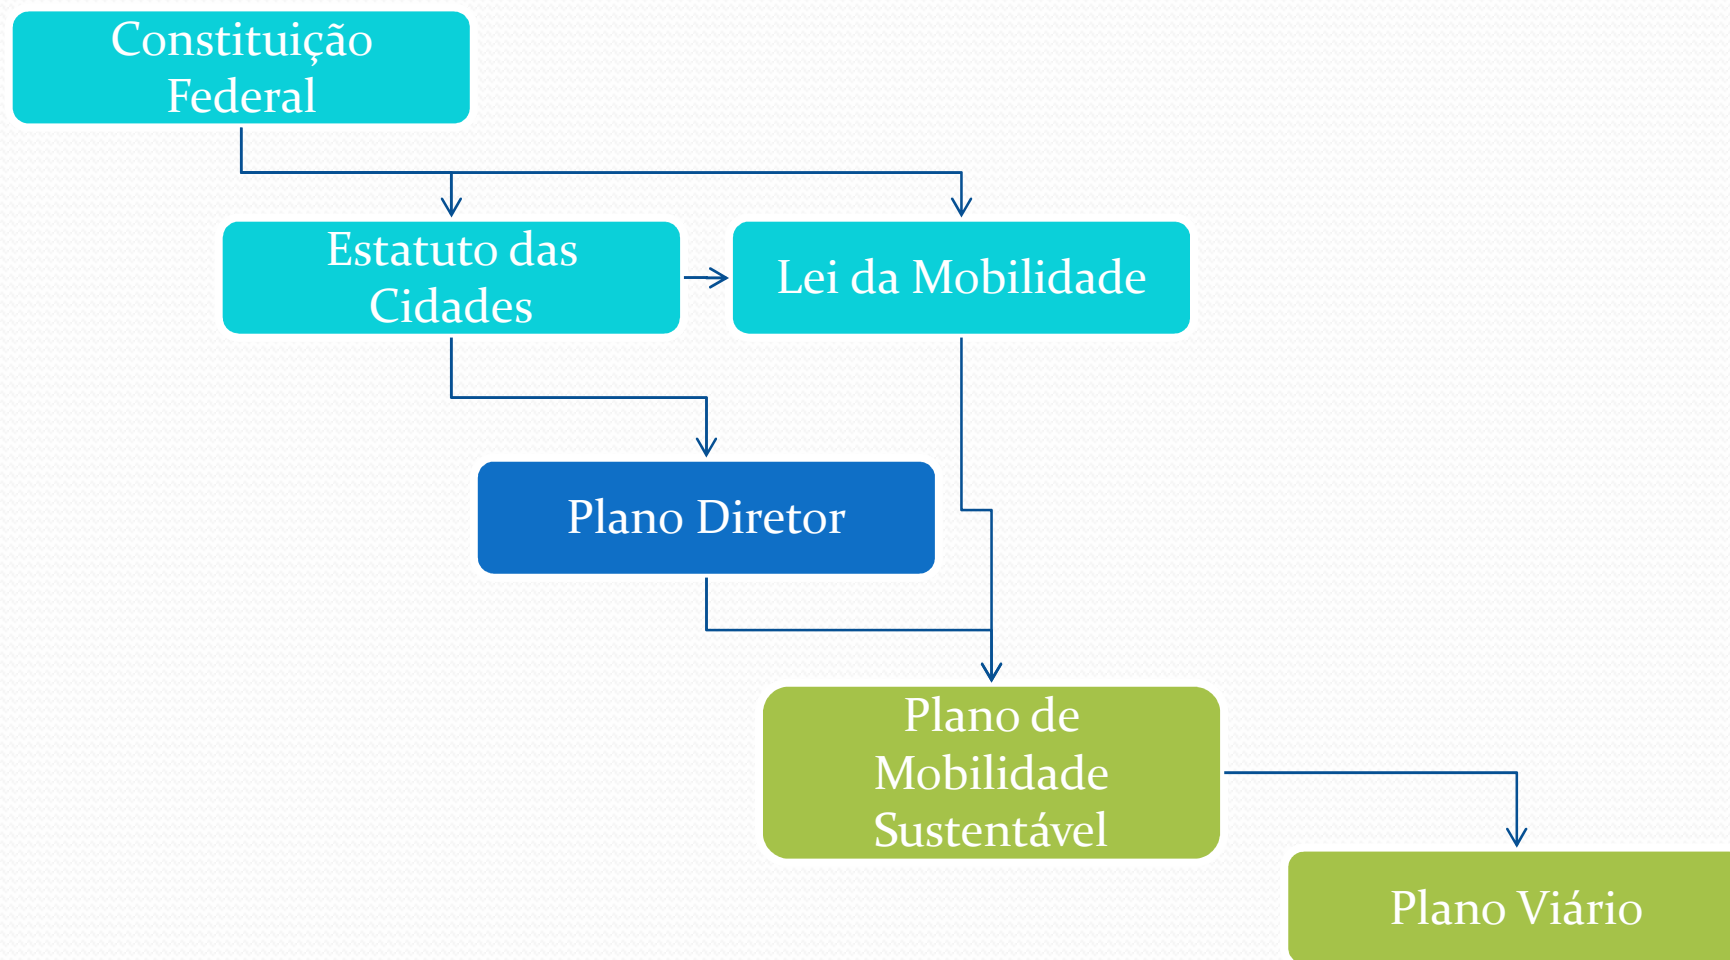 Constituição
Federal
Estatuto das
Cidades
Lei da Mobilidade
Plano Diretor
Plano de
Mobilidade
Sustentável
Plano Viário